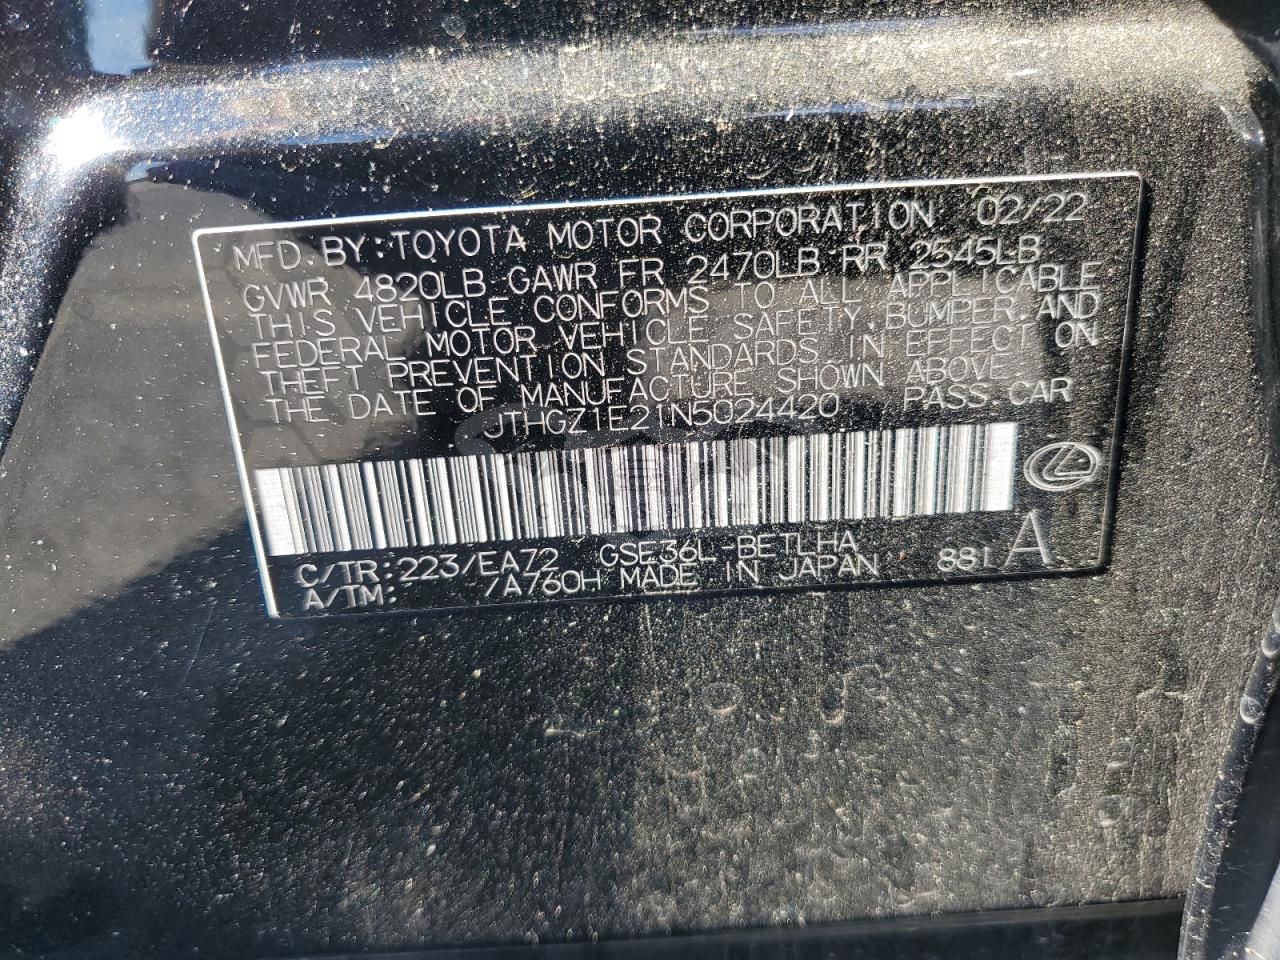 MFD. BY: TOYOTA MOTOR CORPORATION 02/22
GVWR 4820LB GAWR FR 2470LB RR 2545LB
THIS VEHICLE CONFORMS TO ALL APPLICABLE
FEDERAL MOTOR VEHICLE SAFETY, BUMPER, AND
THEFT PREVENTION STANDARDS IN EFFECT ON
THE DATE OF MANUFACTURE SHOWN ABOVE.
JTHGZ1E21N5024420 PASS.CAR
C/TR: 223/EA72 GSE36L-BETLHA
A/TM: /A760H MADE IN JAPAN 881 A